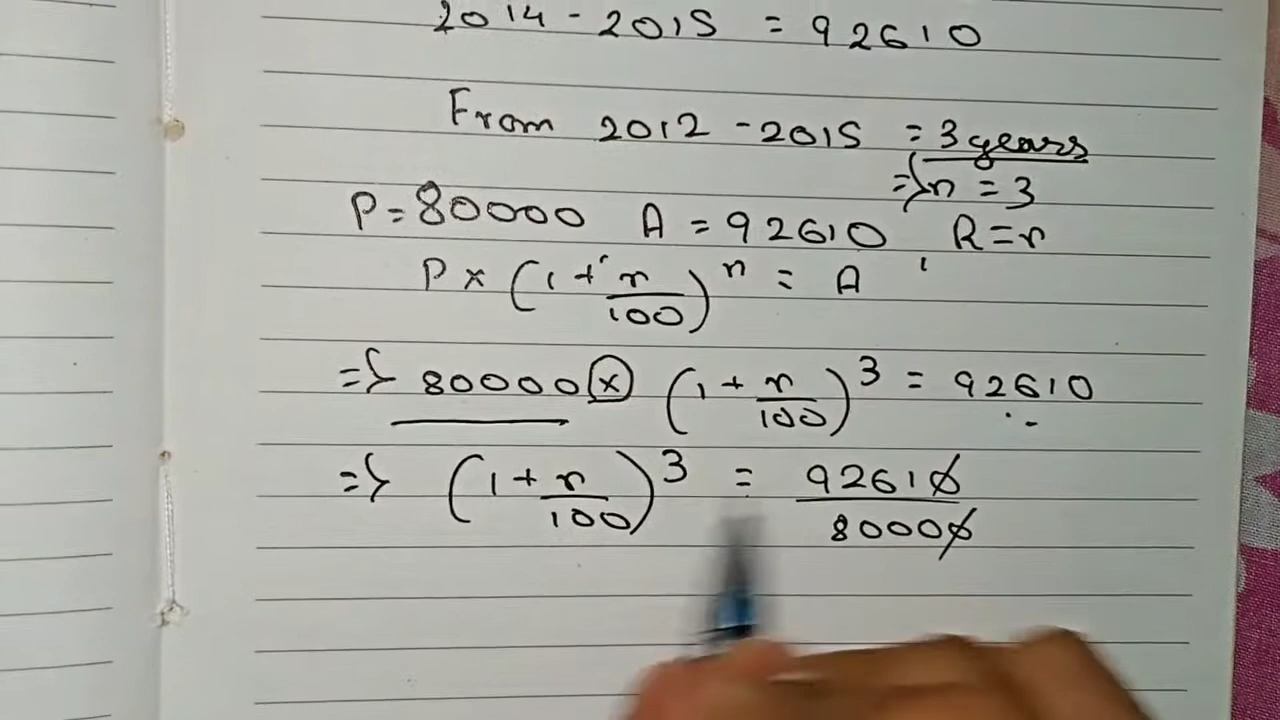 2014 - 2015 = 92610
From 2012 - 2015 = 3 years
=> n = 3
P = 80000 A = 92610 R = r
P × (1 + r/100)^n = A
=> 80000 × (1 + r/100)^3 = 92610
=> (1 + r/100)^3 = 92610/80000